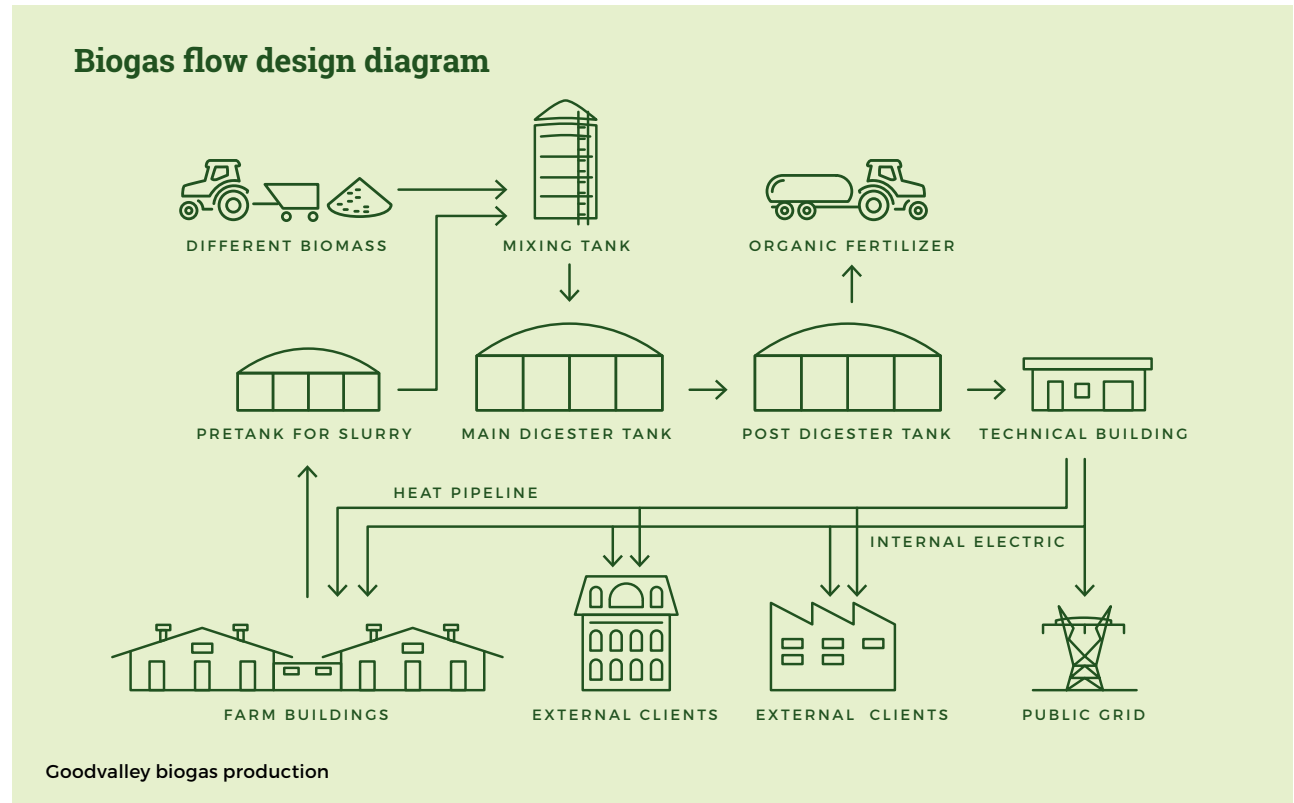 Biogas flow design diagram
DIFFERENT BIOMASS
MIXING TANK
ORGANIC FERTILIZER
PRETANK FOR SLURRY
MAIN DIGESTER TANK
POST DIGESTER TANK
TECHNICAL BUILDING
HEAT PIPELINE
INTERNAL ELECTRIC
FARM BUILDINGS
EXTERNAL CLIENTS
EXTERNAL CLIENTS
PUBLIC GRID
Goodvalley biogas production